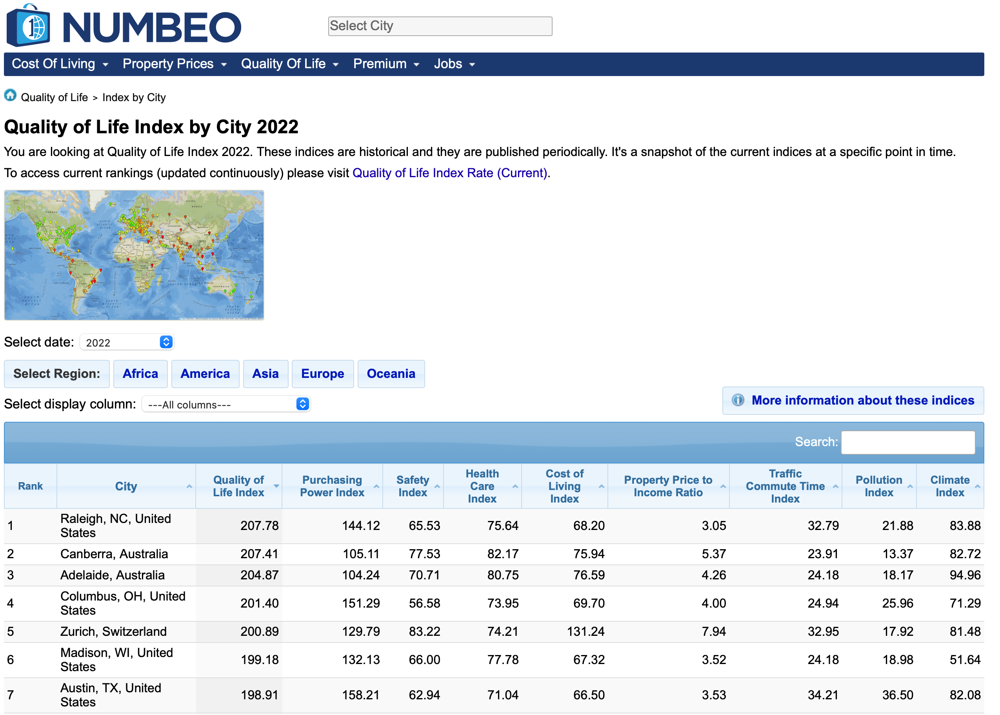 NUMBEO
Select City
Cost Of Living Property Prices Quality Of Life Premium Jobs
Quality of Life > Index by City
Quality of Life Index by City 2022
You are looking at Quality of Life Index 2022. These indices are historical and they are published periodically. It's a snapshot of the current indices at a specific point in time.
To access current rankings (updated continuously) please visit Quality of Life Index Rate (Current).
Select date: 2022
Select Region: Africa America Asia Europe Oceania
Select display column: ---All columns---
More information about these indices
Search:
Rank City Quality of Life Index Purchasing Power Index Safety Index Health Care Index Cost of Living Index Property Price to Income Ratio Traffic Commute Time Index Pollution Index Climate Index
1 Raleigh, NC, United States 207.78 144.12 65.53 75.64 68.20 3.05 32.79 21.88 83.88
2 Canberra, Australia 207.41 105.11 77.53 82.17 75.94 5.37 23.91 13.37 82.72
3 Adelaide, Australia 204.87 104.24 70.71 80.75 76.59 4.26 24.18 18.17 94.96
4 Columbus, OH, United States 201.40 151.29 56.58 73.95 69.70 4.00 24.94 25.96 71.29
5 Zurich, Switzerland 200.89 129.79 83.22 74.21 131.24 7.94 32.95 17.92 81.48
6 Madison, WI, United States 199.18 132.13 66.00 77.78 67.32 3.52 24.18 18.98 51.64
7 Austin, TX, United States 198.91 158.21 62.94 71.04 66.50 3.53 34.21 36.50 82.08